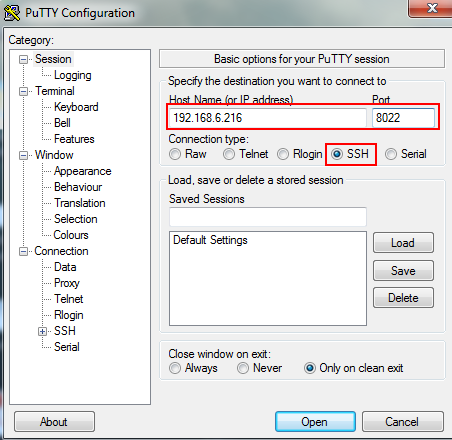 PuTTY Configuration
Category:
Session
Logging
Terminal
Keyboard
Bell
Features
Window
Appearance
Behaviour
Translation
Selection
Colours
Connection
Data
Proxy
Telnet
Rlogin
SSH
Serial
Basic options for your PuTTY session
Specify the destination you want to connect to
Host Name (or IP address) Port
192.168.6.216 8022
Connection type:
Raw Telnet Rlogin SSH Serial
Load, save or delete a stored session
Saved Sessions
Default Settings
Load
Save
Delete
Close window on exit:
Always Never Only on clean exit
About Open Cancel